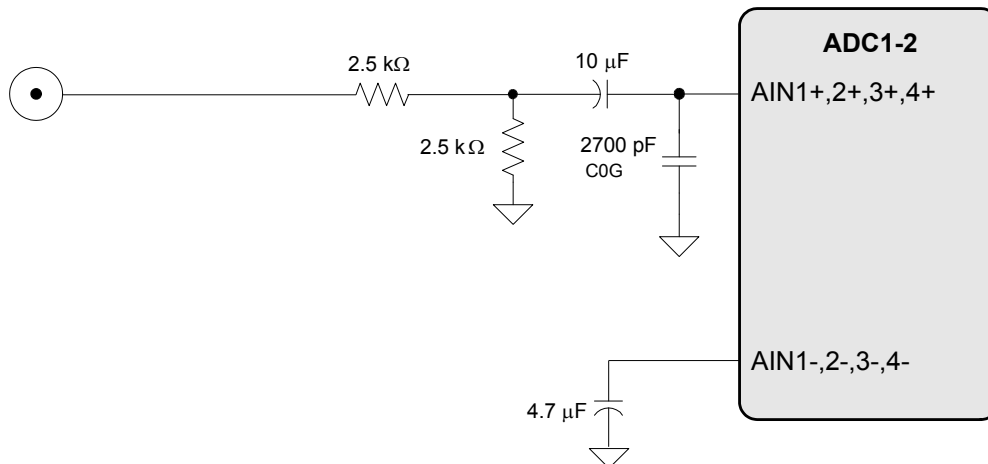 ADC1-2
10 μF
2.5 kΩ
AIN1+,2+,3+,4+
2.5 kΩ
2700 pF
C0G
AIN1-,2-,3-,4-
4.7 μF